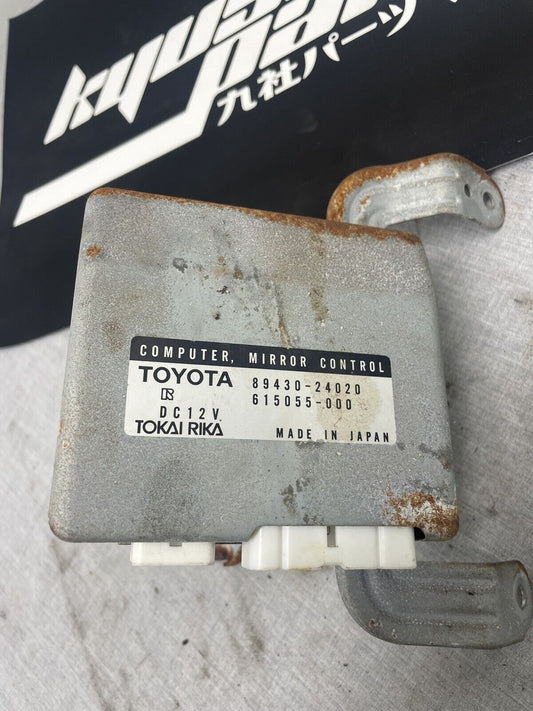 kyusha
parts
九社パーツ
COMPUTER, MIRROR CONTROL
TOYOTA 89430-24020
R 615055-000
DC12V
TOKAI RIKA MADE IN JAPAN